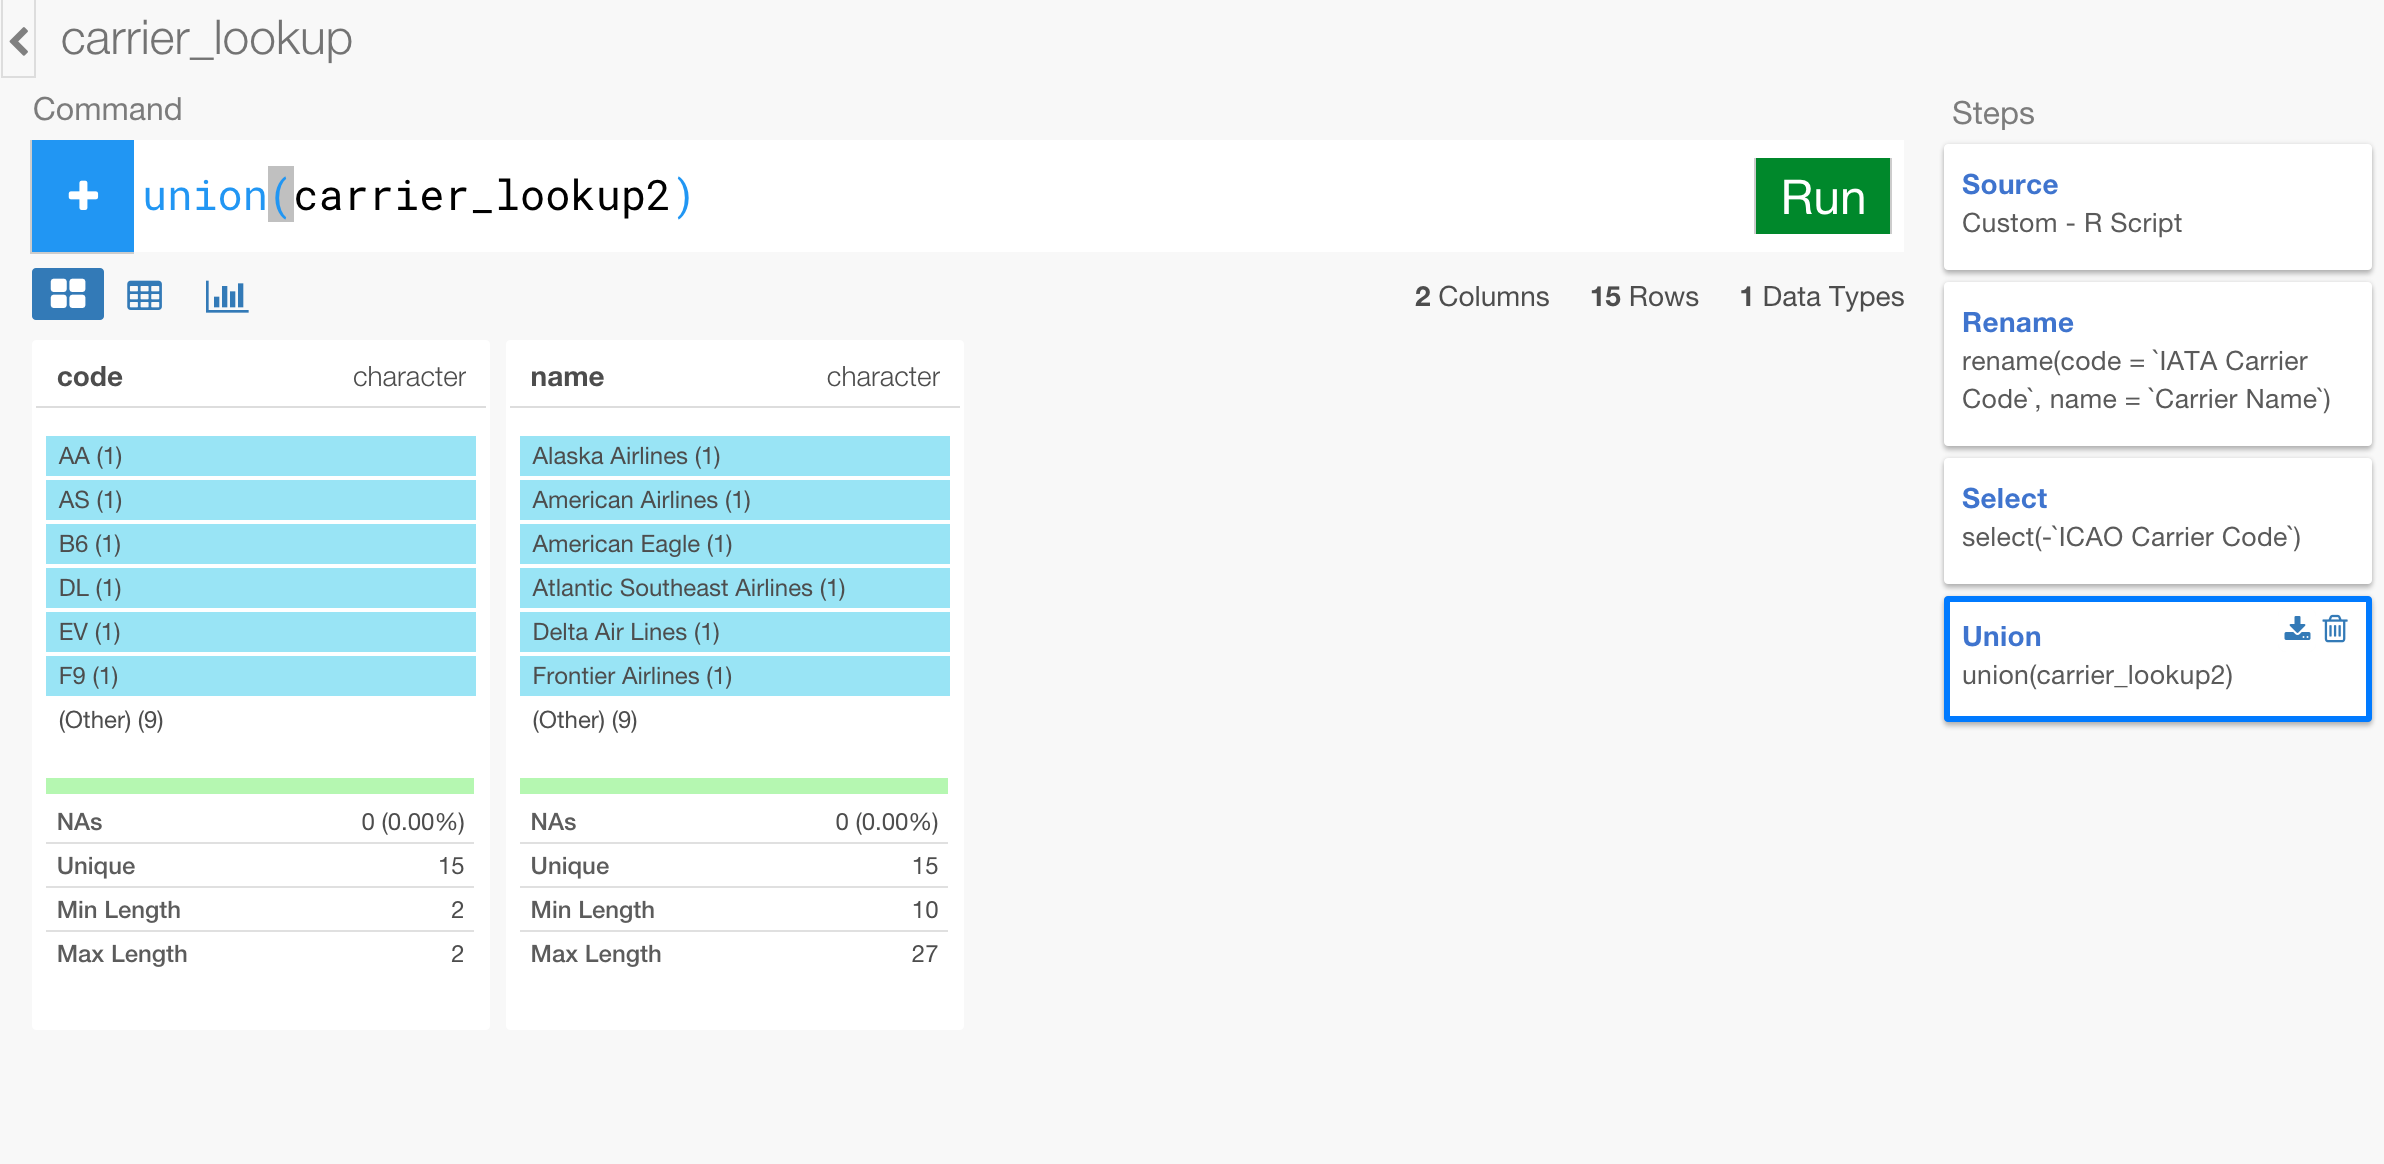 carrier_lookup
Command
union(carrier_lookup2)
Run
2 Columns 15 Rows 1 Data Types
code character
AA (1)
AS (1)
B6 (1)
DL (1)
EV (1)
F9 (1)
(Other) (9)
NAs 0 (0.00%)
Unique 15
Min Length 2
Max Length 2
name character
Alaska Airlines (1)
American Airlines (1)
American Eagle (1)
Atlantic Southeast Airlines (1)
Delta Air Lines (1)
Frontier Airlines (1)
(Other) (9)
NAs 0 (0.00%)
Unique 15
Min Length 10
Max Length 27
Steps
Source
Custom - R Script
Rename
rename(code = `IATA Carrier
Code`, name = `Carrier Name`)
Select
select(-`ICAO Carrier Code`)
Union
union(carrier_lookup2)